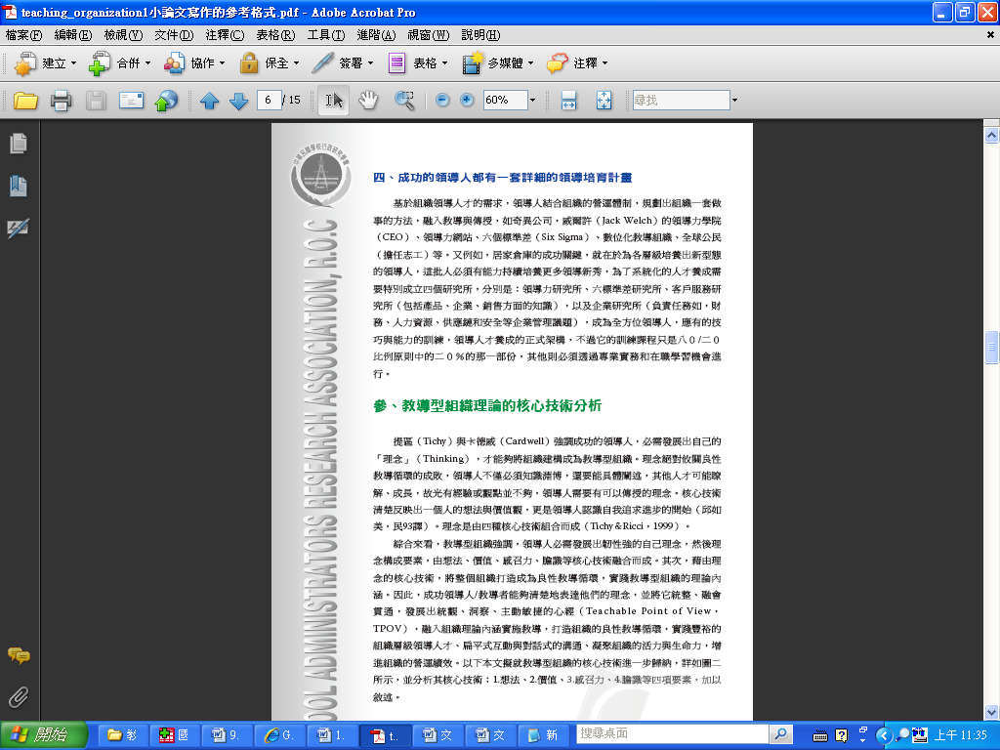 teaching_organization1小論文寫作的參考格式.pdf - Adobe Acrobat Pro
檔案(F) 編輯(E) 檢視(V) 文件(D) 注釋(C) 表格(R) 工具(T) 進階(A) 視窗(W) 說明(H)
建立 合併 協作 保全 簽署 表格 多媒體 注釋
6 / 15 60% 尋找
中華民國學校行政研究學會
SCHOOL ADMINISTRATORS RESEARCH ASSOCIATION, R.O.C
OOL ADMINISTRATORS RESEARCH ASSOCIATION, R.O.C
四、成功的領導人都有一套詳細的領導培育計畫
基於組織領導人才的需求，領導人結合組織的營運體制，規劃出組織一套做
事的方法，融入教導與傳授，如奇異公司，威爾許（Jack Welch）的領導力學院
（CEO）、領導力網站、六個標準差（Six Sigma）、數位化教導組織、全球公民
（擔任志工）等。又例如，居家倉庫的成功關鍵，就在於為各層級培養出新型態
的領導人，這批人必須有能力持續培養更多領導新秀，為了系統化的人才養成需
要特別成立四個研究所，分別是：領導力研究所、六標準差研究所、客戶服務研
究所（包括產品、企業、銷售方面的知識），以及企業研究所（負責任務如，財
務、人力資源、供應鏈和安全等企業管理議題），成為全方位領導人，應有的技
巧與能力的訓練，領導人才養成的正式架構，不過它的訓練課程只是八０/二０
比例原則中的二０％的那一部份，其他則必須透過專業實務和在職學習機會進
行。
參、教導型組織理論的核心技術分析
提區（Tichy）與卡德威（Cardwell）強調成功的領導人，必需發展出自己的
「理念」（Thinking），才能夠將組織建構成為教導型組織。理念絕對攸關良性
教導循環的成敗，領導人不僅必須知識淵博，還要能具體闡述，其他人才可能瞭
解、成長，故光有經驗或觀點並不夠，領導人需要有可以傳授的理念。核心技術
清楚反映出一個人的想法與價值觀，更是領導人認識自我追求進步的開始（邱如
美，民93譯）。理念是由四種核心技術組合而成（Tichy＆Ricci，1999）。
綜合來看，教導型組織強調，領導人必需發展出韌性強的自己理念，然後理
念構成要素，由想法、價值、感召力、膽識等核心技術融合而成。其次，藉由理
念的核心技術，將整個組織打造成為良性教導循環，實踐教導型組織的理論內
涵。因此，成功領導人/教導者能夠清楚地表達他們的理念，並將它統整、融會
貫通，發展出統觀、洞察、主動敏捷的心經（Teachable Point of View，
TPOV），融入組織理論內涵實施教導，打造組織的良性教導循環，實踐豐裕的
組織層級領導人才、扁平式互動與對話式的溝通、凝聚組織的活力與生命力，增
進組織的營運績效。以下本文擬就教導型組織的核心技術進一步歸納，詳如圖二
所示，並分析其核心技術：1.想法、2.價值、3.感召力、4.膽識等四項要素，加以
敘述。
開始 教 區 9. G. 1. t.. 文 文 新 搜尋桌面 上午 11:35